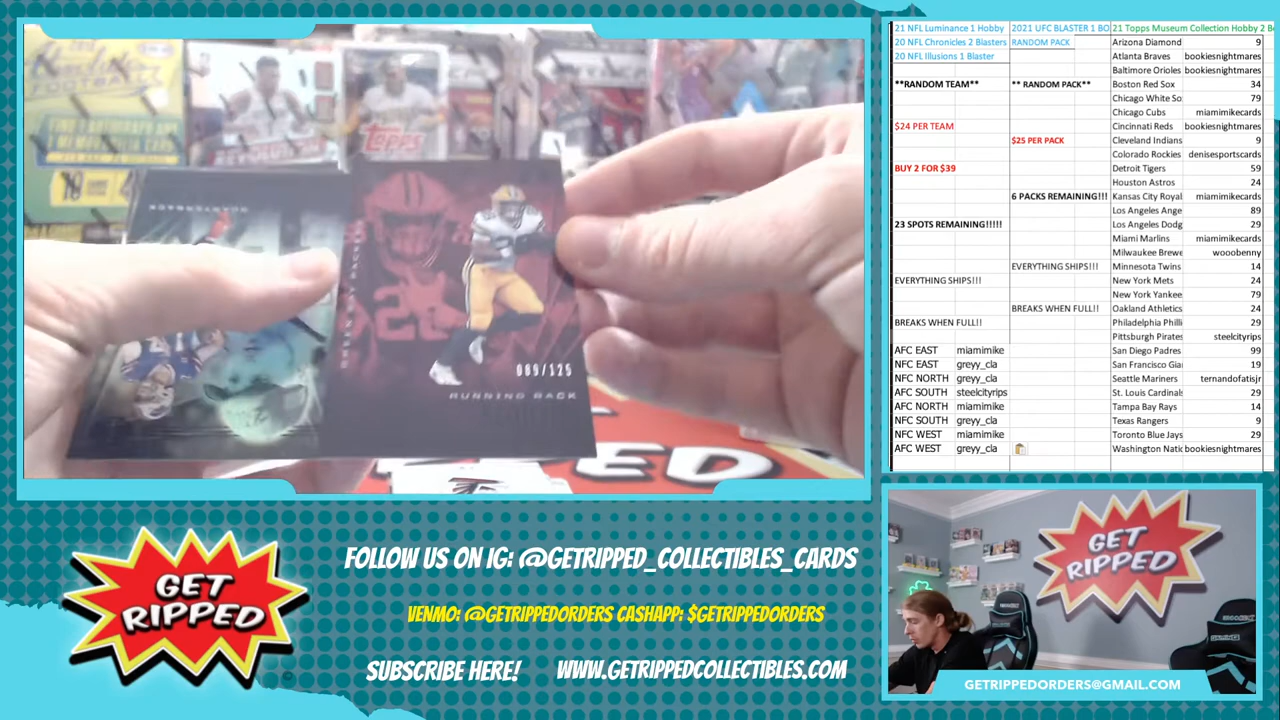 TOPPS
089/125
RUNNING BACK
21 NFL Luminance 1 Hobby
20 NFL Chronicles 2 Blasters
20 NFL Illusions 1 Blaster
**RANDOM TEAM**
$24 PER TEAM
BUY 2 FOR $39
23 SPOTS REMAINING!!!!!
EVERYTHING SHIPS!!!
BREAKS WHEN FULL!!
AFC EAST miamimike
NFC EAST greyy_cla
NFC NORTH greyy_cla
AFC SOUTH steelcityrips
AFC NORTH miamimike
NFC SOUTH greyy_cla
NFC WEST miamimike
AFC WEST greyy_cla
2021 UFC BLASTER 1 BO
RANDOM PACK
** RANDOM PACK**
$25 PER PACK
6 PACKS REMAINING!!!
EVERYTHING SHIPS!!!
BREAKS WHEN FULL!!
21 Topps Museum Collection Hobby 2 B
Arizona Diamond 9
Atlanta Braves bookiesnightmares
Baltimore Orioles bookiesnightmares
Boston Red Sox 34
Chicago White So 79
Chicago Cubs miamimikecards
Cincinnati Reds bookiesnightmares
Cleveland Indians 9
Colorado Rockies denisesportscards
Detroit Tigers 59
Houston Astros 24
Kansas City Royal miamimikecards
Los Angeles Ange 89
Los Angeles Dodg 29
Miami Marlins miamimikecards
Milwaukee Brewe wooobenny
Minnesota Twins 14
New York Mets 24
New York Yankee 79
Oakland Athletics 24
Philadelphia Philli 29
Pittsburgh Pirates steelcityrips
San Diego Padres 99
San Francisco Gia 19
Seattle Mariners ternandofatisjr
St. Louis Cardinals 29
Tampa Bay Rays 14
Texas Rangers 9
Toronto Blue Jays 29
Washington Natic bookiesnightmares
GET
RIPPED
GETRIPPEDORDERS@GMAIL.COM
GET
RIPPED
FOLLOW US ON IG: @GETRIPPED_COLLECTIBLES_CARDS
VENMO: @GETRIPPEDORDERS CASHAPP: $GETRIPPEDORDERS
SUBSCRIBE HERE! WWW.GETRIPPEDCOLLECTIBLES.COM